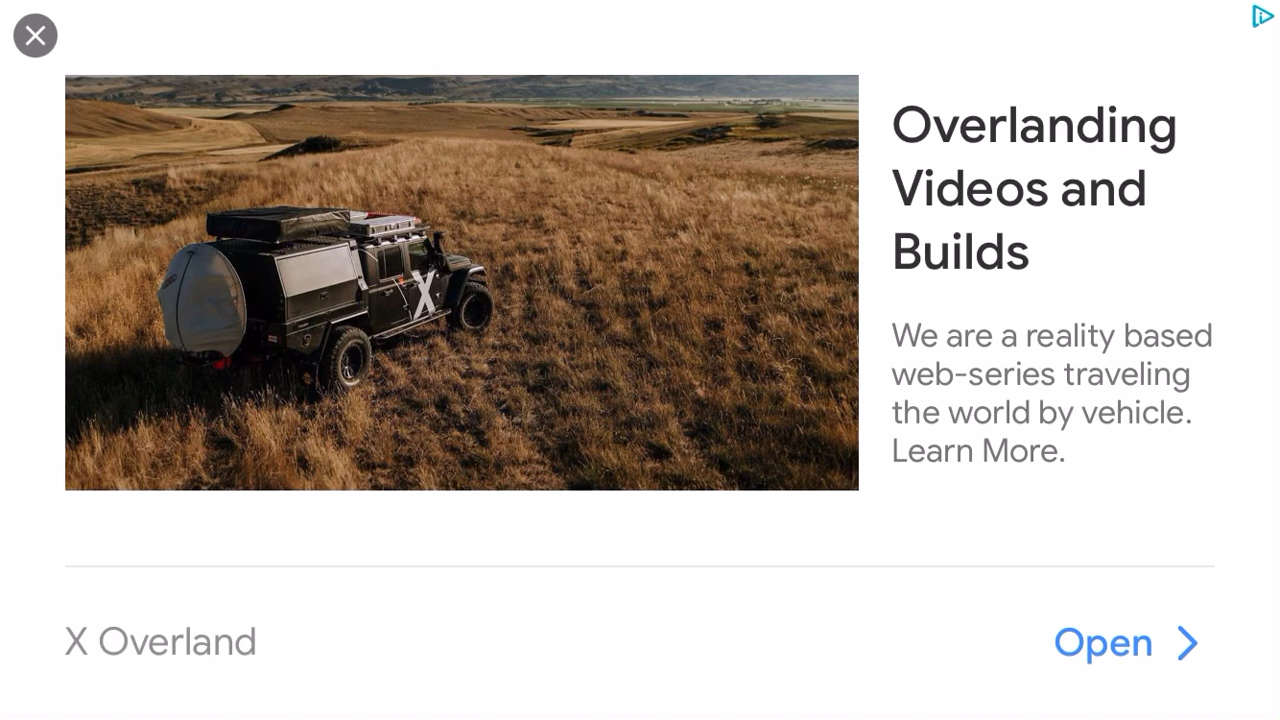 Overlanding
Videos and
Builds
We are a reality based
web-series traveling
the world by vehicle.
Learn More.
X
X Overland
Open